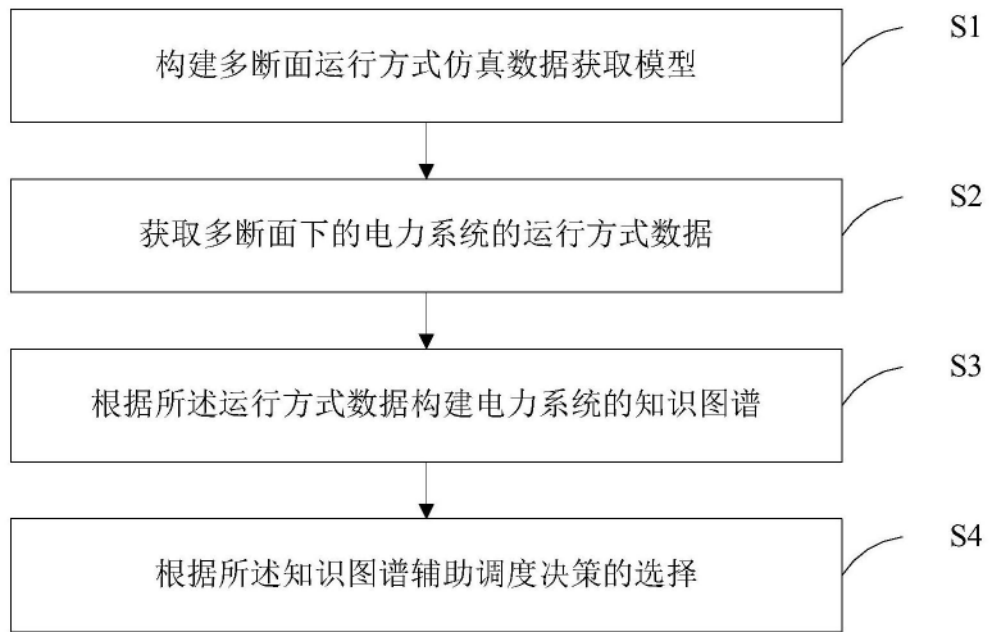 构建多断面运行方式仿真数据获取模型
S1
获取多断面下的电力系统的运行方式数据
S2
根据所述运行方式数据构建电力系统的知识图谱
S3
根据所述知识图谱辅助调度决策的选择
S4